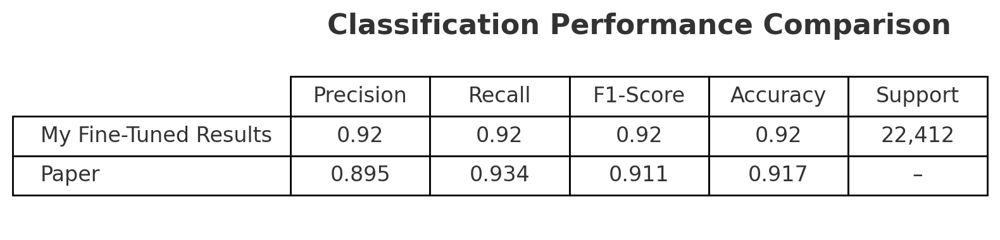 Classification Performance Comparison
Precision Recall F1-Score Accuracy Support
My Fine-Tuned Results 0.92 0.92 0.92 0.92 22,412
Paper 0.895 0.934 0.911 0.917 –